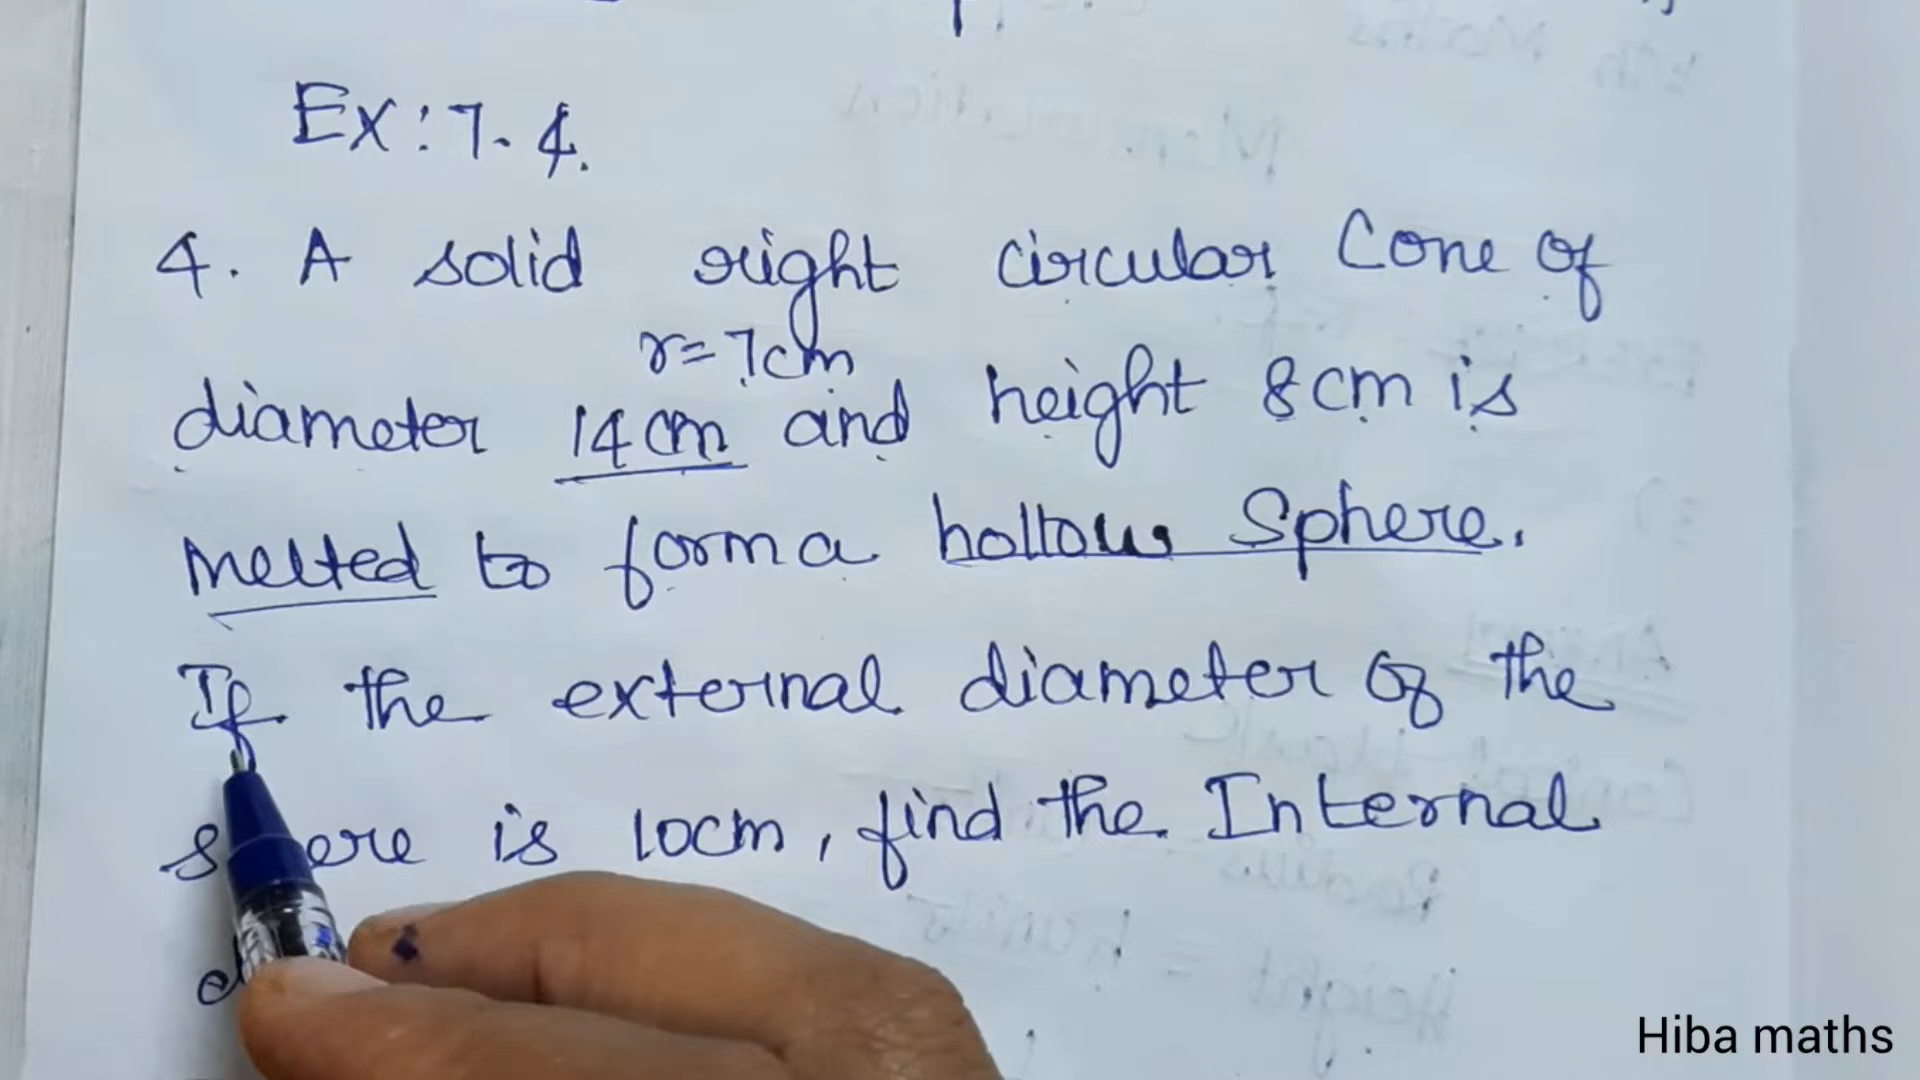 Ex: 7.4.
4. A solid right circular Cone of
r=7cm
diameter 14cm and height 8cm is
melted to form a hollow Sphere.
If the external diameter of the
is 10cm, find the Internal
Hiba maths